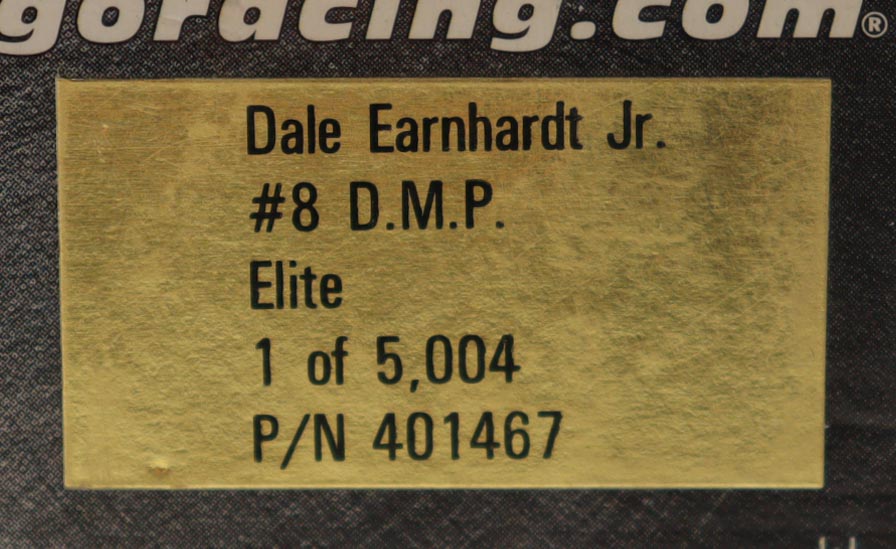 goracing.com®
Dale Earnhardt Jr.
#8 D.M.P.
Elite
1 of 5,004
P/N 401467